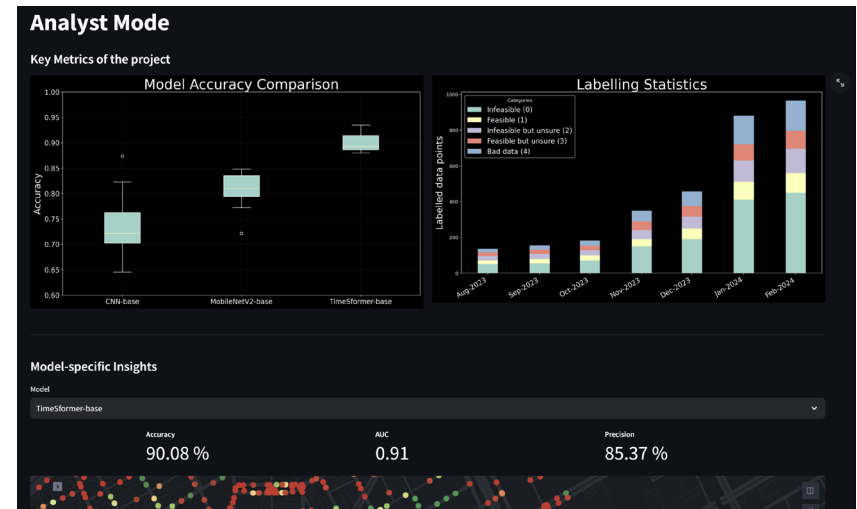 Analyst Mode
Key Metrics of the project
Model Accuracy Comparison
1.00
0.95
0.90
0.85
0.80
0.75
0.70
0.65
0.60
Accuracy
CNN-base
MobileNetV2-base
TimeSformer-base
Labelling Statistics
1000
800
600
400
200
0
Labelled data points
Categories
Infeasible (0)
Feasible (1)
Infeasible but unsure (2)
Feasible but unsure (3)
Bad data (4)
Aug-2023
Sep-2023
Oct-2023
Nov-2023
Dec-2023
Jan-2024
Feb-2024
Model-specific Insights
Model
TimeSformer-base
Accuracy
90.08 %
AUC
0.91
Precision
85.37 %